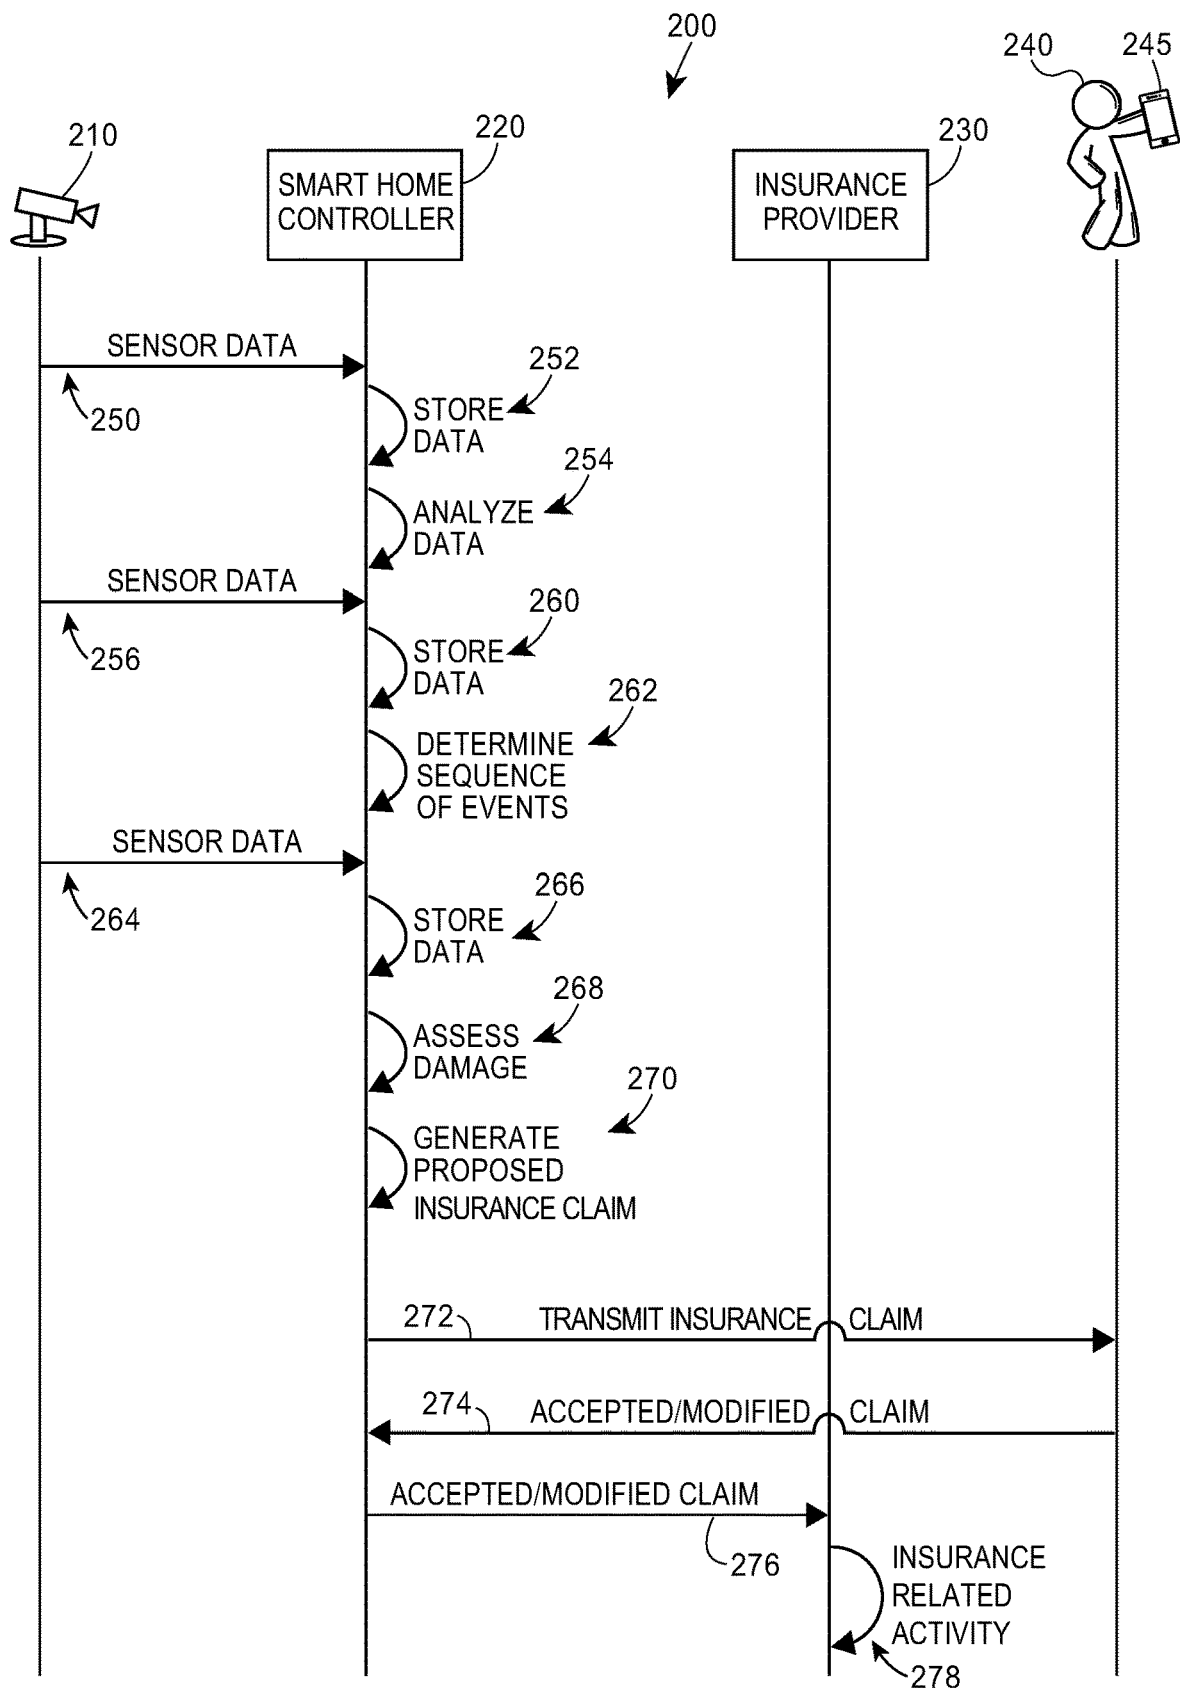 200
240
245
210
220
230
SMART HOME
CONTROLLER
INSURANCE
PROVIDER
SENSOR DATA
250
252
STORE
DATA
254
ANALYZE
DATA
SENSOR DATA
256
260
STORE
DATA
262
DETERMINE
SEQUENCE
OF EVENTS
SENSOR DATA
264
266
STORE
DATA
268
ASSESS
DAMAGE
270
GENERATE
PROPOSED
INSURANCE CLAIM
272
TRANSMIT INSURANCE CLAIM
274
ACCEPTED/MODIFIED CLAIM
ACCEPTED/MODIFIED CLAIM
276
INSURANCE
RELATED
ACTIVITY
278